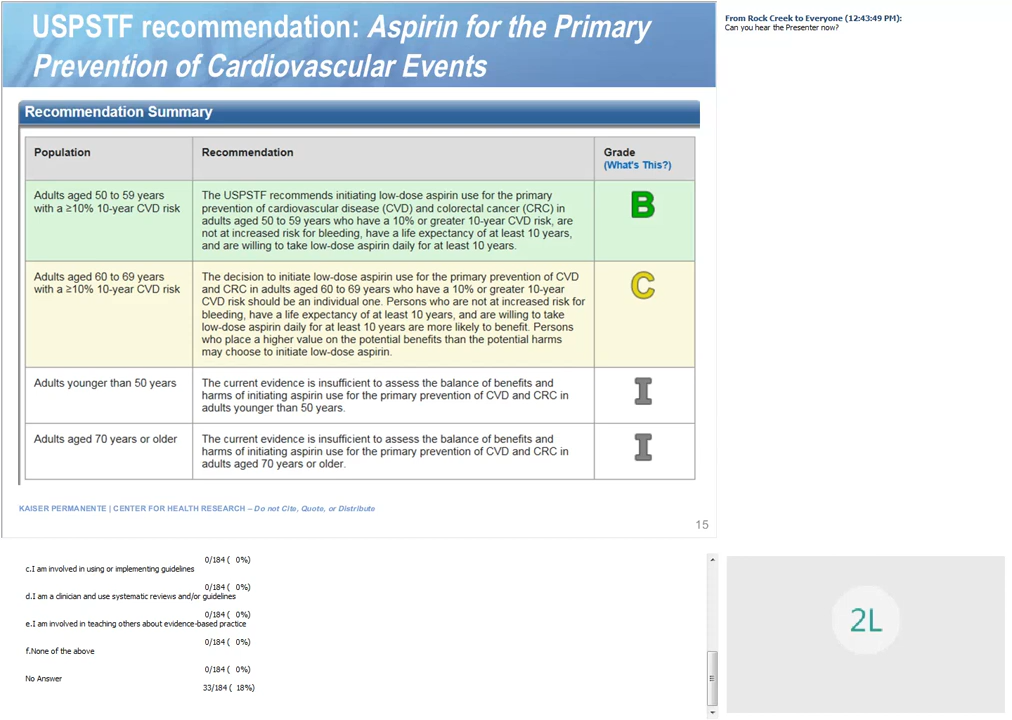 USPSTF recommendation: Aspirin for the Primary
Prevention of Cardiovascular Events
Recommendation Summary
Population
Recommendation
Grade
(What's This?)
Adults aged 50 to 59 years
with a ≥10% 10-year CVD risk
The USPSTF recommends initiating low-dose aspirin use for the primary
prevention of cardiovascular disease (CVD) and colorectal cancer (CRC) in
adults aged 50 to 59 years who have a 10% or greater 10-year CVD risk, are
not at increased risk for bleeding, have a life expectancy of at least 10 years,
and are willing to take low-dose aspirin daily for at least 10 years.
B
Adults aged 60 to 69 years
with a ≥10% 10-year CVD risk
The decision to initiate low-dose aspirin use for the primary prevention of CVD
and CRC in adults aged 60 to 69 years who have a 10% or greater 10-year
CVD risk should be an individual one. Persons who are not at increased risk for
bleeding, have a life expectancy of at least 10 years, and are willing to take
low-dose aspirin daily for at least 10 years are more likely to benefit. Persons
who place a higher value on the potential benefits than the potential harms
may choose to initiate low-dose aspirin.
C
Adults younger than 50 years
The current evidence is insufficient to assess the balance of benefits and
harms of initiating aspirin use for the primary prevention of CVD and CRC in
adults younger than 50 years.
I
Adults aged 70 years or older
The current evidence is insufficient to assess the balance of benefits and
harms of initiating aspirin use for the primary prevention of CVD and CRC in
adults aged 70 years or older.
I
KAISER PERMANENTE | CENTER FOR HEALTH RESEARCH – Do not Cite, Quote, or Distribute
15
From Rock Creek to Everyone (12:43:49 PM):
Can you hear the Presenter now?
0/184 ( 0%)
c.I am involved in using or implementing guidelines
0/184 ( 0%)
d.I am a clinician and use systematic reviews and/or guidelines
0/184 ( 0%)
e.I am involved in teaching others about evidence-based practice
0/184 ( 0%)
f.None of the above
0/184 ( 0%)
No Answer
33/184 ( 18%)
2L